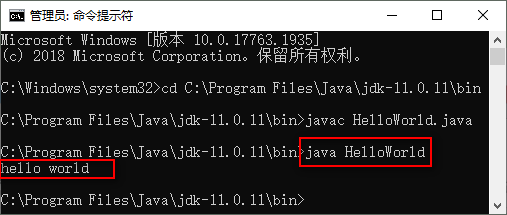 管理员: 命令提示符
Microsoft Windows [版本 10.0.17763.1935]
(c) 2018 Microsoft Corporation。保留所有权利。
C:\Windows\system32>cd C:\Program Files\Java\jdk-11.0.11\bin
C:\Program Files\Java\jdk-11.0.11\bin>javac HelloWorld.java
C:\Program Files\Java\jdk-11.0.11\bin>java HelloWorld
hello world
C:\Program Files\Java\jdk-11.0.11\bin>